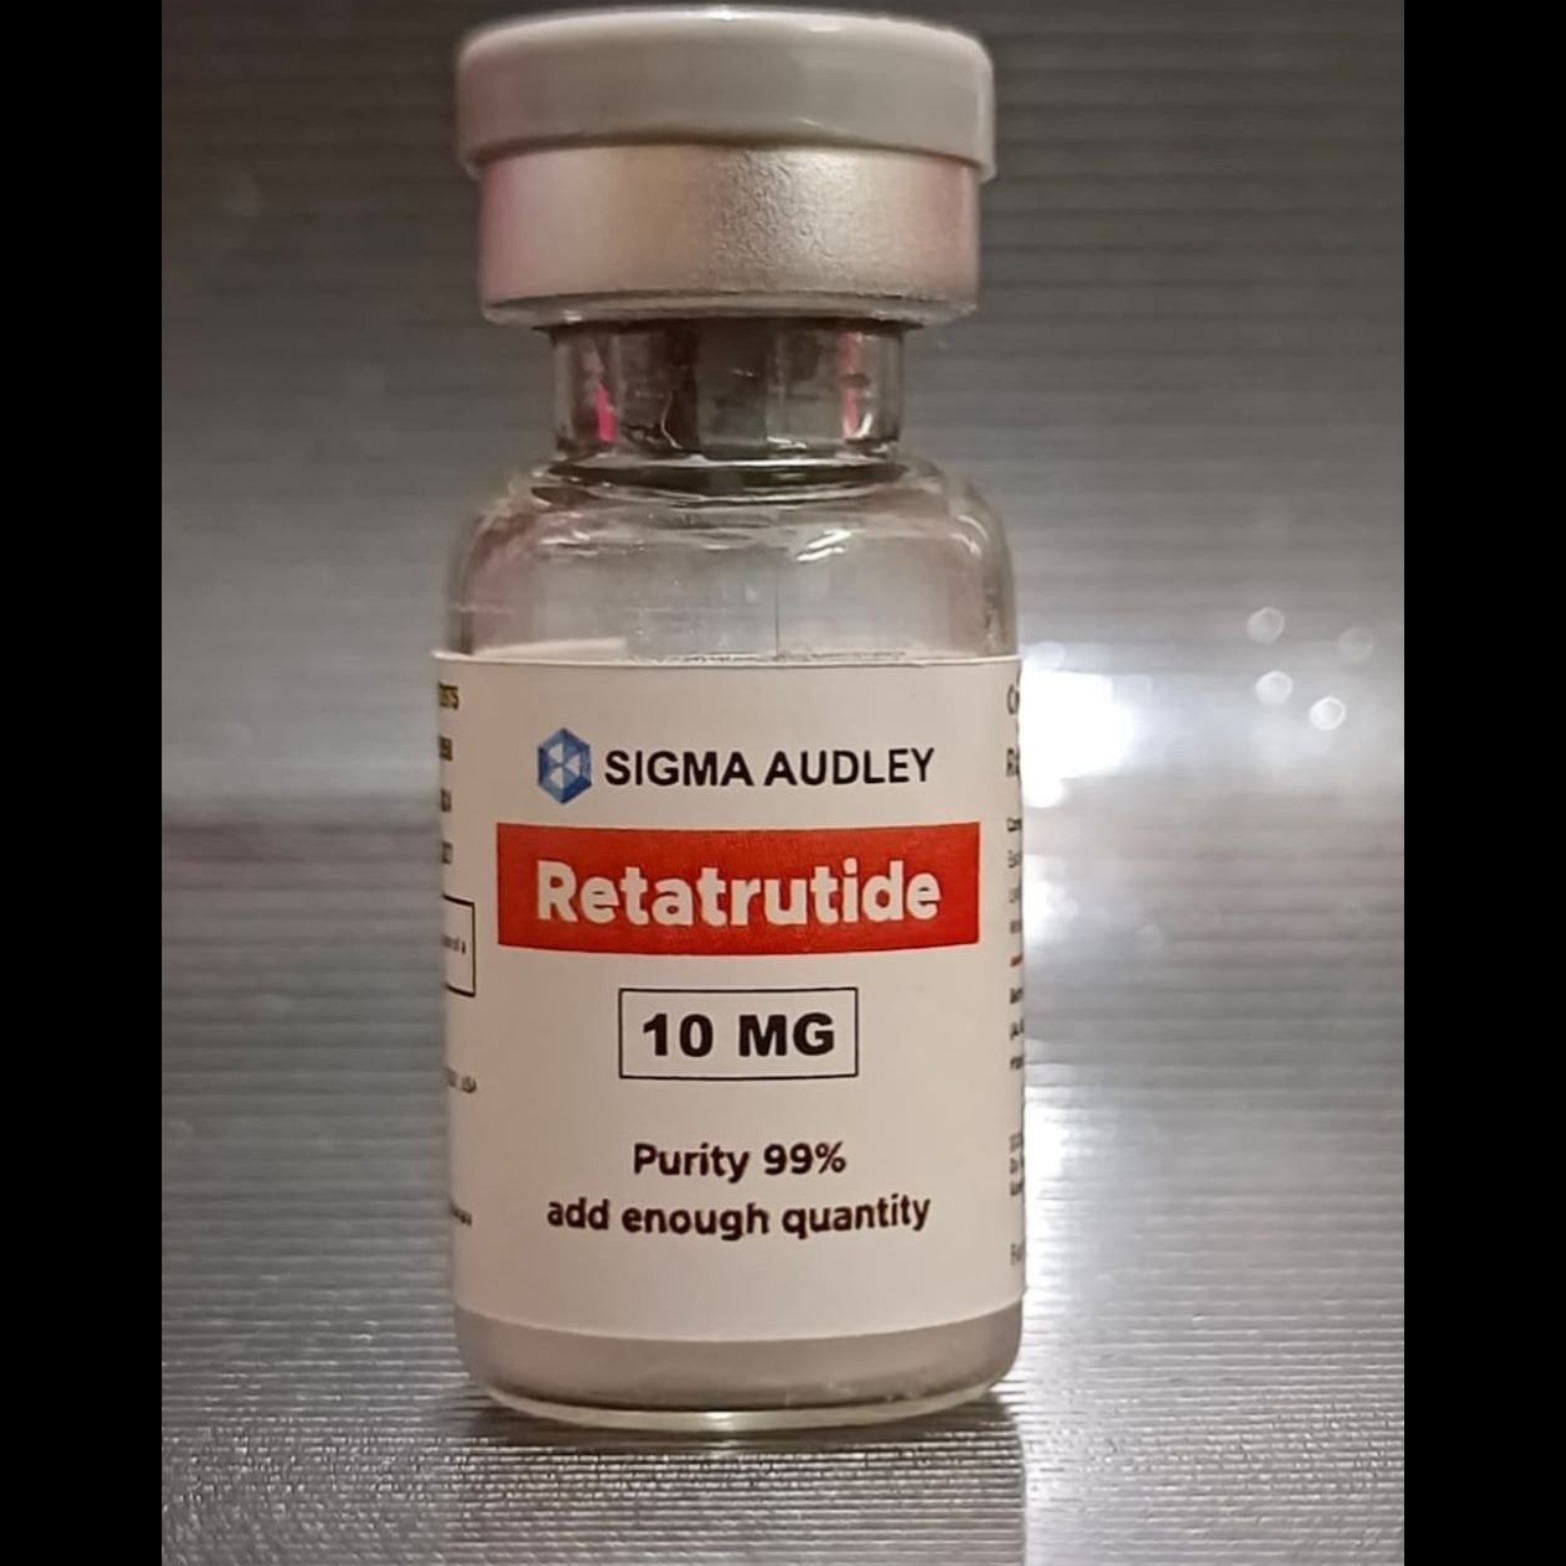 SIGMA AUDLEY
Retatrutide
10 MG
Purity 99%
add enough quantity